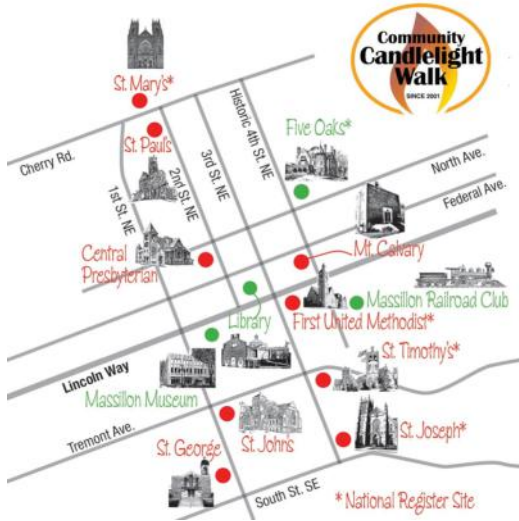 Community
Candlelight
Walk
SINCE 2001
St. Mary's*
St. Paul's
Cherry Rd.
1st St. NE
2nd St. NE
3rd St. NE
Historic 4th St. NE
Five Oaks*
North Ave.
Federal Ave.
Central
Presbyterian
Mt. Calvary
Massillon Railroad Club
First United Methodist*
Library
Lincoln Way
Massillon Museum
St. Timothy's*
Tremont Ave.
St. George
St. John's
St. Joseph*
South St. SE
* National Register Site